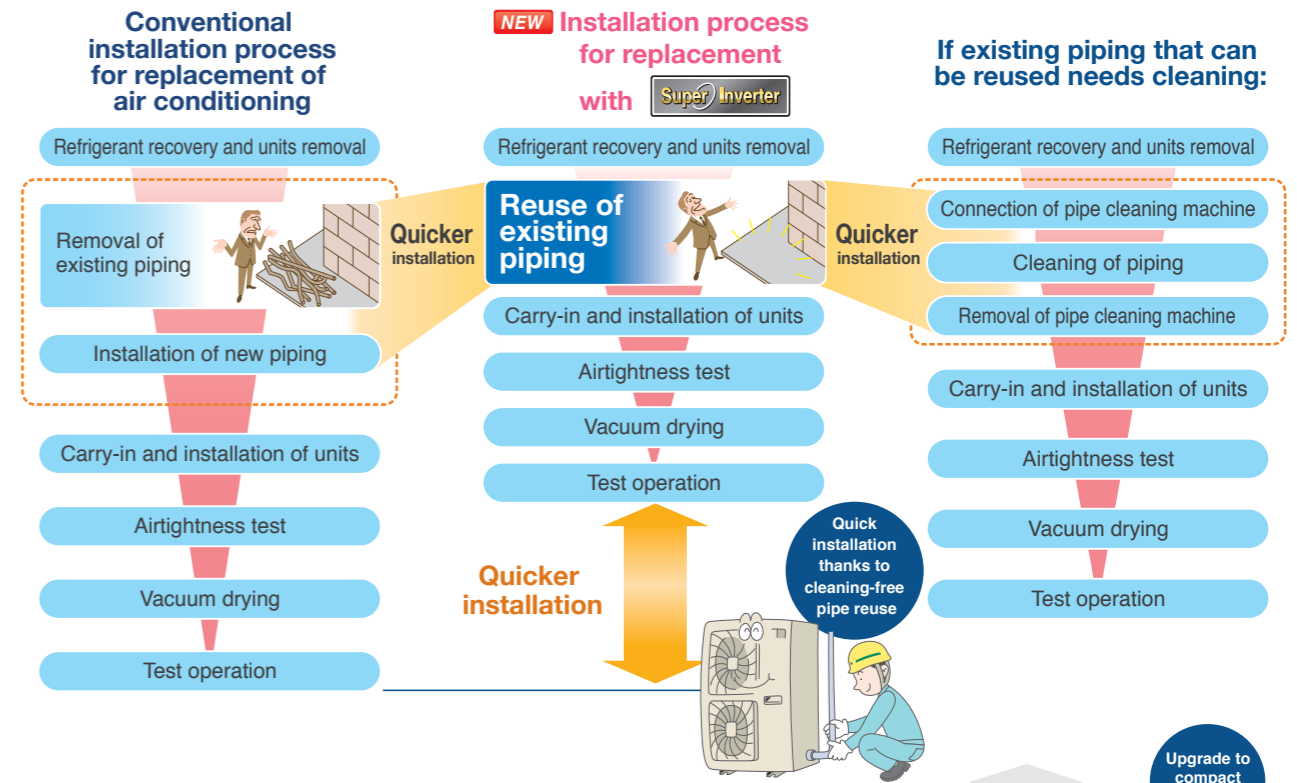 Conventional
installation process
for replacement of
air conditioning
Refrigerant recovery and units removal
Removal of
existing piping
Installation of new piping
Carry-in and installation of units
Airtightness test
Vacuum drying
Test operation
Quicker
installation
NEW Installation process
for replacement
with Super Inverter
Refrigerant recovery and units removal
Reuse of
existing
piping
Carry-in and installation of units
Airtightness test
Vacuum drying
Test operation
Quicker
installation
Quicker
installation
If existing piping that can
be reused needs cleaning:
Refrigerant recovery and units removal
Connection of pipe cleaning machine
Cleaning of piping
Removal of pipe cleaning machine
Carry-in and installation of units
Airtightness test
Vacuum drying
Test operation
Quick
installation
thanks to
cleaning-free
pipe reuse
Upgrade to
compact